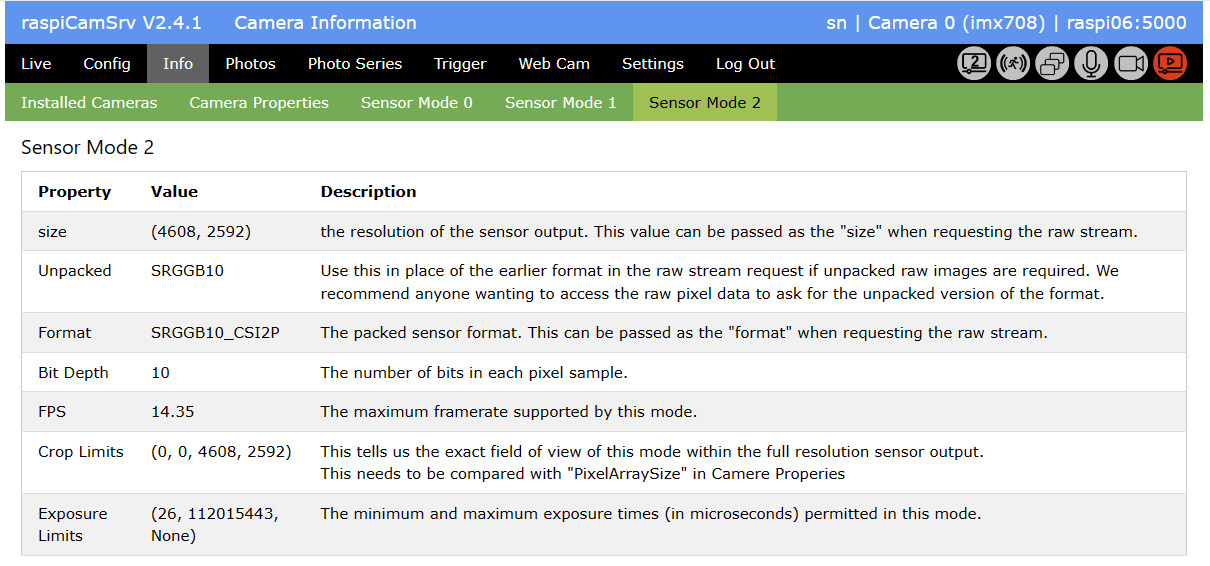 raspiCamSrv V2.4.1 Camera Information sn | Camera 0 (imx708) | raspi06:5000
Live Config Info Photos Photo Series Trigger Web Cam Settings Log Out 2
Installed Cameras Camera Properties Sensor Mode 0 Sensor Mode 1 Sensor Mode 2
Sensor Mode 2
Property Value Description
size (4608, 2592) the resolution of the sensor output. This value can be passed as the "size" when requesting the raw stream.
Unpacked SRGGB10 Use this in place of the earlier format in the raw stream request if unpacked raw images are required. We
recommend anyone wanting to access the raw pixel data to ask for the unpacked version of the format.
Format SRGGB10_CSI2P The packed sensor format. This can be passed as the "format" when requesting the raw stream.
Bit Depth 10 The number of bits in each pixel sample.
FPS 14.35 The maximum framerate supported by this mode.
Crop Limits (0, 0, 4608, 2592) This tells us the exact field of view of this mode within the full resolution sensor output.
This needs to be compared with "PixelArraySize" in Camere Properies
Exposure (26, 112015443, The minimum and maximum exposure times (in microseconds) permitted in this mode.
Limits None)